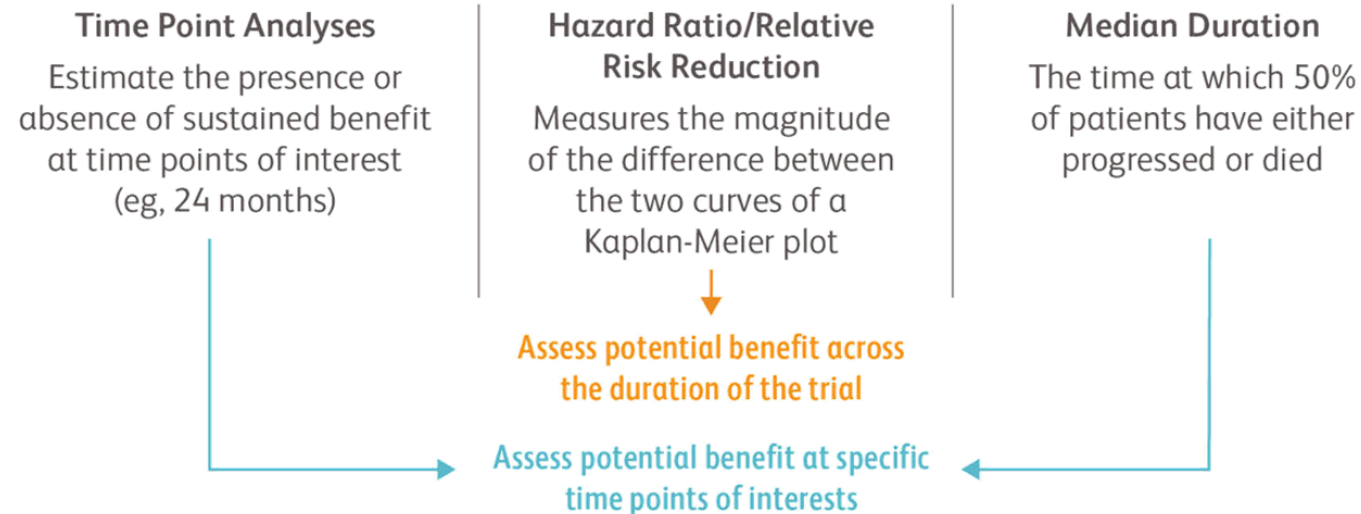 Time Point Analyses
Estimate the presence or
absence of sustained benefit
at time points of interest
(eg, 24 months)
Hazard Ratio/Relative
Risk Reduction
Measures the magnitude
of the difference between
the two curves of a
Kaplan-Meier plot
Median Duration
The time at which 50%
of patients have either
progressed or died
Assess potential benefit across
the duration of the trial
Assess potential benefit at specific
time points of interests